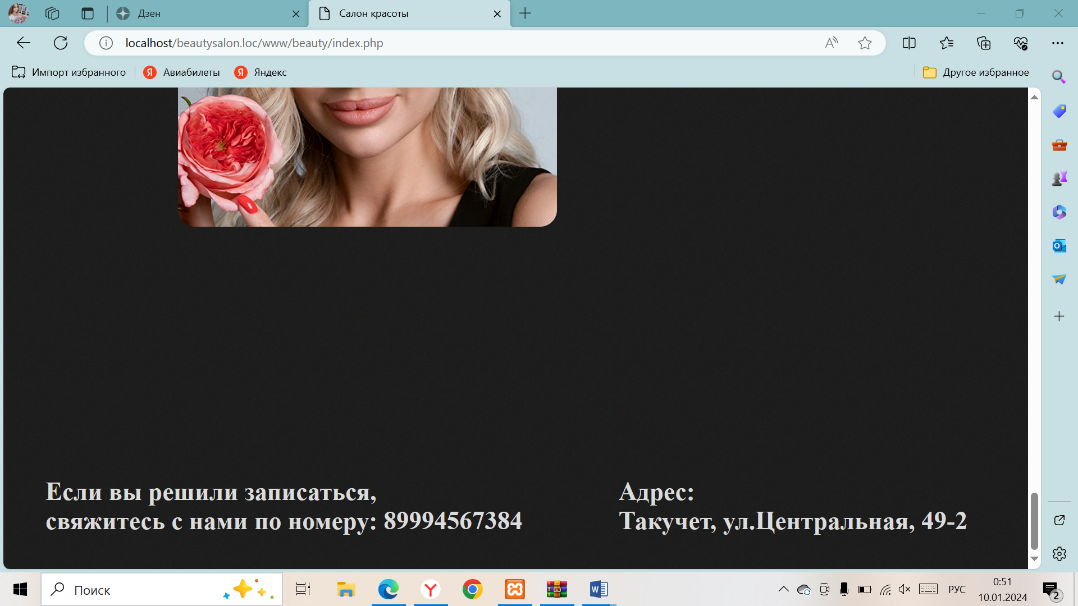 Дзен
Салон красоты
localhost/beautysalon.loc/www/beauty/index.php
Импорт избранного
Авиабилеты
Яндекс
Другое избранное
Если вы решили записаться,
свяжитесь с нами по номеру: 89994567384
Адрес:
Такучет, ул.Центральная, 49-2
Поиск
РУС
0:51
10.01.2024
2